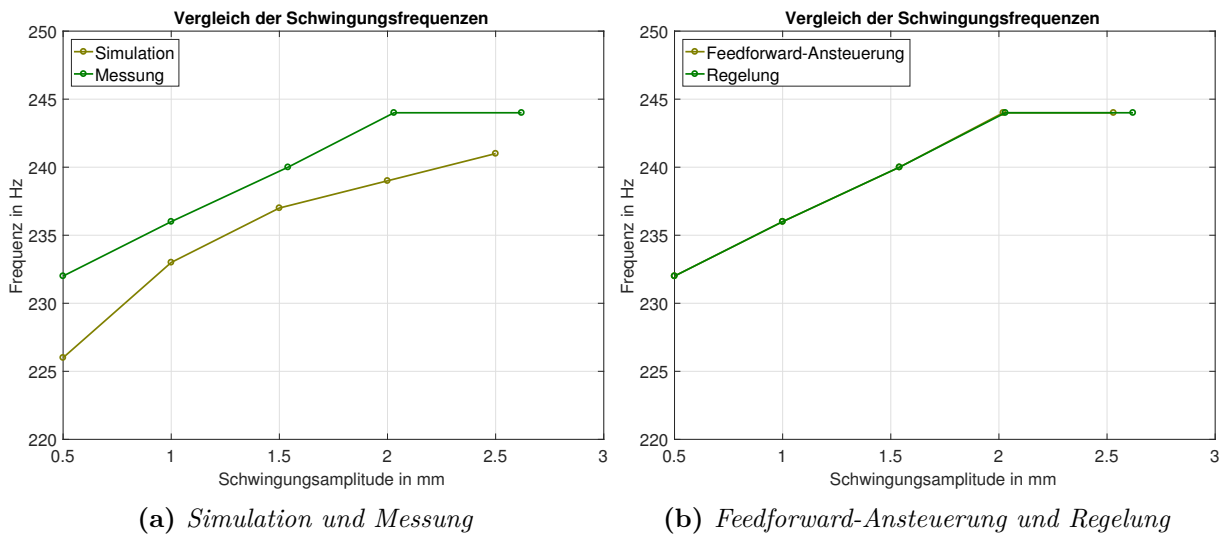 Vergleich der Schwingungsfrequenzen
250
245
240
235
230
225
220
Frequenz in Hz
Simulation
Messung
0.5 1 1.5 2 2.5 3
Schwingungsamplitude in mm
(a) Simulation und Messung
Vergleich der Schwingungsfrequenzen
250
245
240
235
230
225
220
Frequenz in Hz
Feedforward-Ansteuerung
Regelung
0.5 1 1.5 2 2.5 3
Schwingungsamplitude in mm
(b) Feedforward-Ansteuerung und Regelung